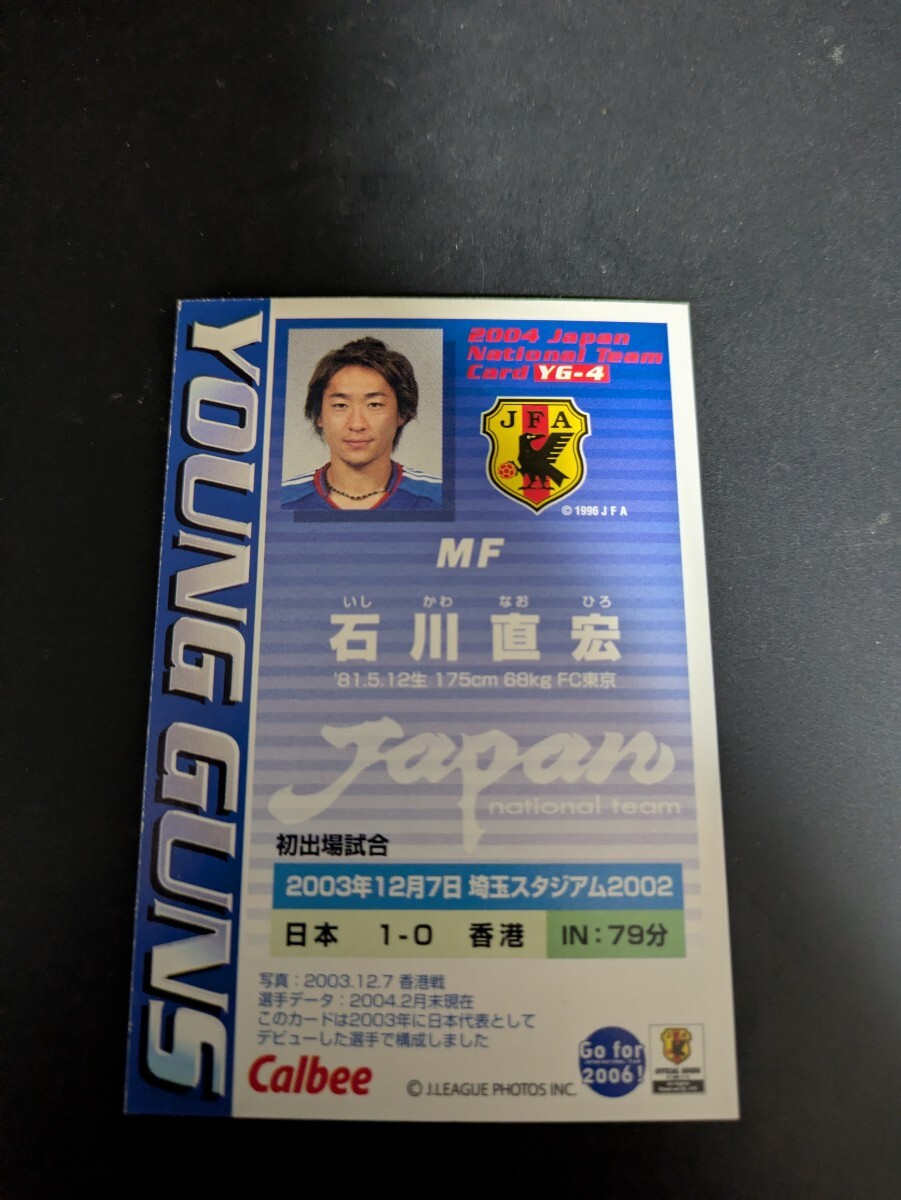 YOUNG GUNS
2004 Japan
National Team
Card YG-4
JFA
© 1996 J F A
MF
いし かわ なお ひろ
石川直宏
'81.5.12生 175cm 68kg FC東京
Japan
national team
初出場試合
2003年12月7日 埼玉スタジアム2002
日本 1-0 香港 IN:79分
写真:2003.12.7 香港戦
選手データ:2004.2月末現在
このカードは2003年に日本代表として
デビューした選手で構成しました
Calbee
© J.LEAGUE PHOTOS INC.
Go for
2006!
OFFICIAL GOODS